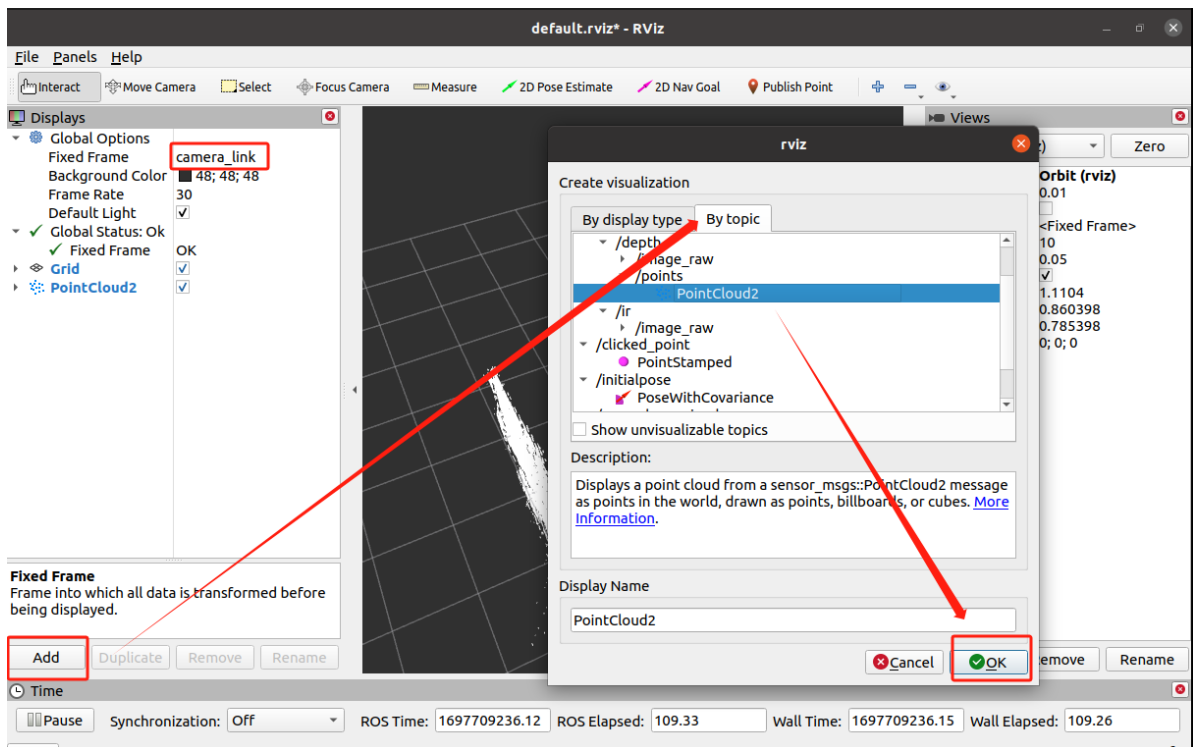 default.rviz* - RViz
File Panels Help
Interact Move Camera Select Focus Camera Measure 2D Pose Estimate 2D Nav Goal Publish Point
Displays
Global Options
Fixed Frame camera_link
Background Color 48; 48; 48
Frame Rate 30
Default Light
Global Status: Ok
Fixed Frame OK
Grid
PointCloud2
Fixed Frame
Frame into which all data is transformed before
being displayed.
Add Duplicate Remove Rename
rviz
Create visualization
By display type By topic
/depth
/image_raw
/points
PointCloud2
/ir
/image_raw
/clicked_point
PointStamped
/initialpose
PoseWithCovariance
Show unvisualizable topics
Description:
Displays a point cloud from a sensor_msgs::PointCloud2 message
as points in the world, drawn as points, billboards, or cubes. More
Information.
Display Name
PointCloud2
Cancel OK
Views
Zero
Orbit (rviz)
0.01
<Fixed Frame>
10
0.05
1.1104
0.860398
0.785398
0; 0; 0
emove Rename
Time
Pause Synchronization: Off ROS Time: 1697709236.12 ROS Elapsed: 109.33 Wall Time: 1697709236.15 Wall Elapsed: 109.26